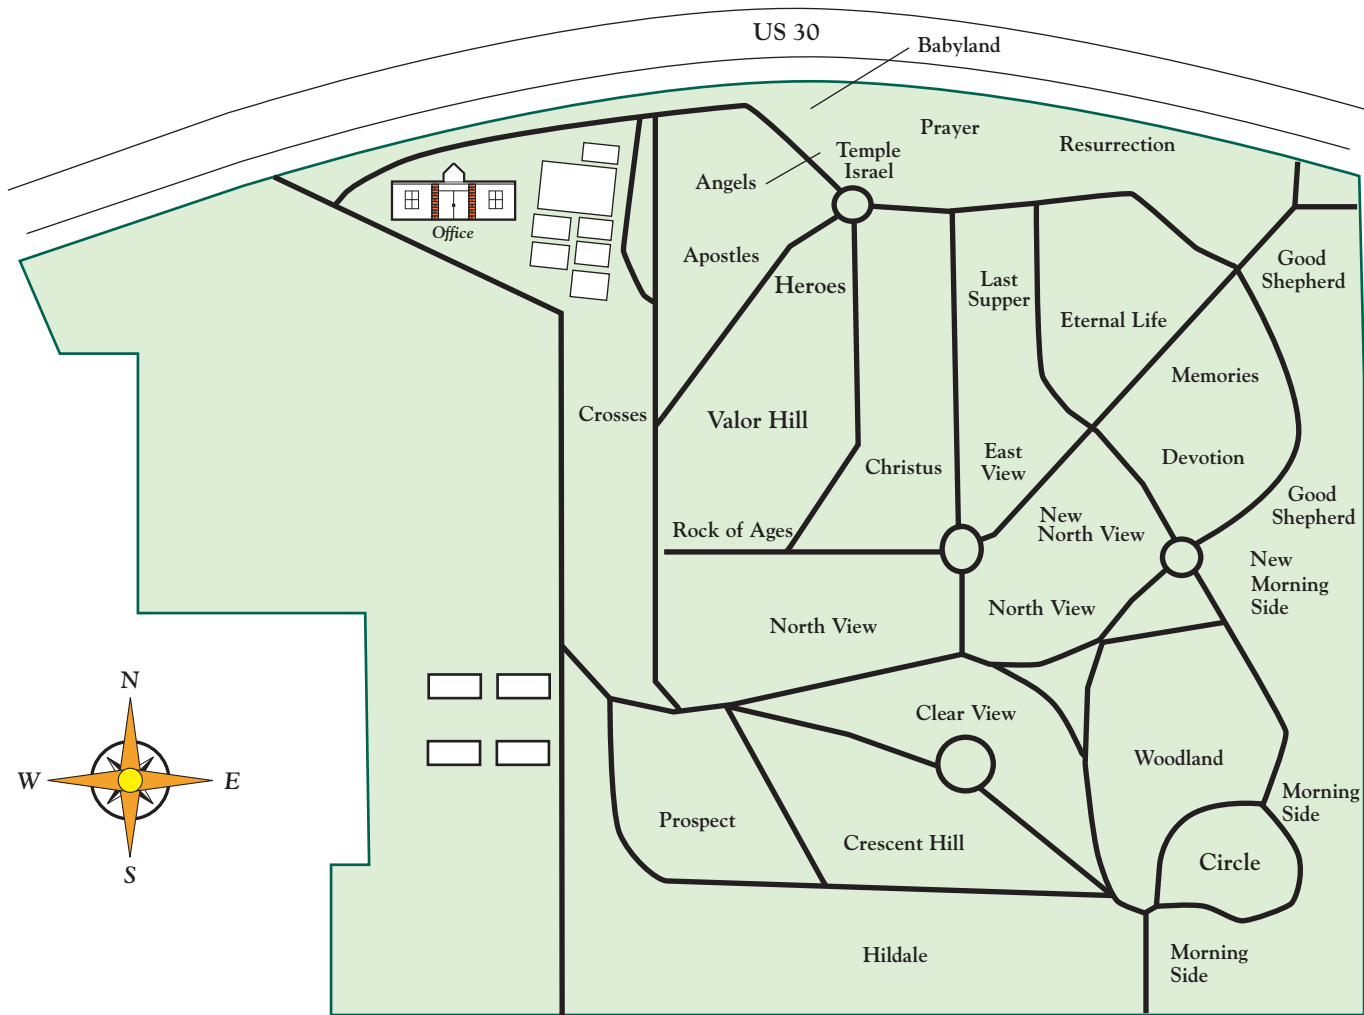 US 30
Babyland
Prayer
Resurrection
Temple
Israel
Angels
Office
Apostles
Heroes
Last
Supper
Good
Shepherd
Eternal Life
Memories
Crosses
Valor Hill
Christus
East
View
Devotion
Good
Shepherd
New
North View
Rock of Ages
New
Morning
Side
North View
North View
N
W
E
S
Clear View
Woodland
Morning
Side
Prospect
Crescent Hill
Circle
Hildale
Morning
Side